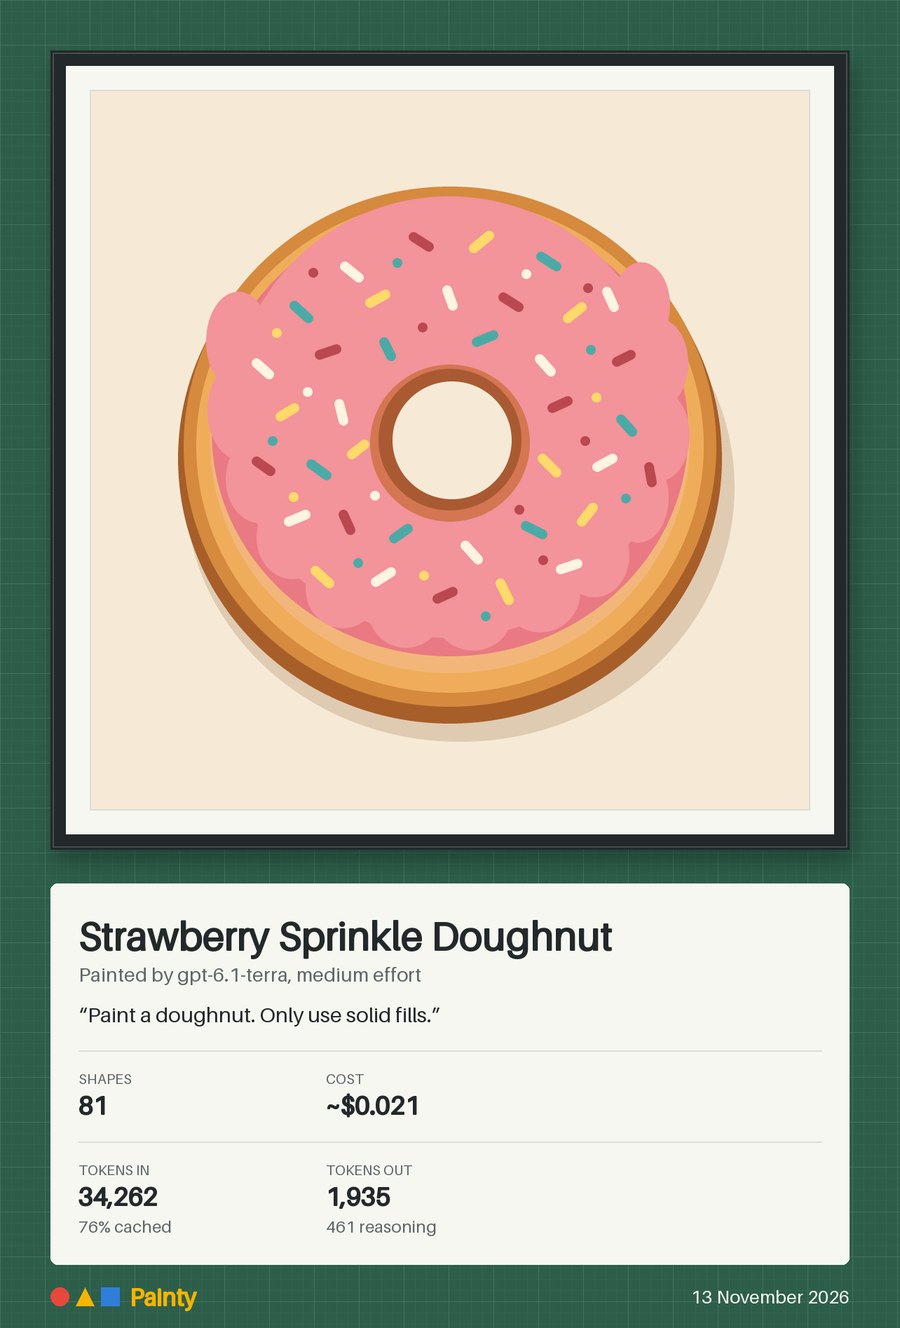 Strawberry Sprinkle Doughnut
Painted by gpt-6.1-terra, medium effort
“Paint a doughnut. Only use solid fills.”
SHAPES COST
81 ~$0.021
TOKENS IN TOKENS OUT
34,262 1,935
76% cached 461 reasoning
Painty 13 November 2026